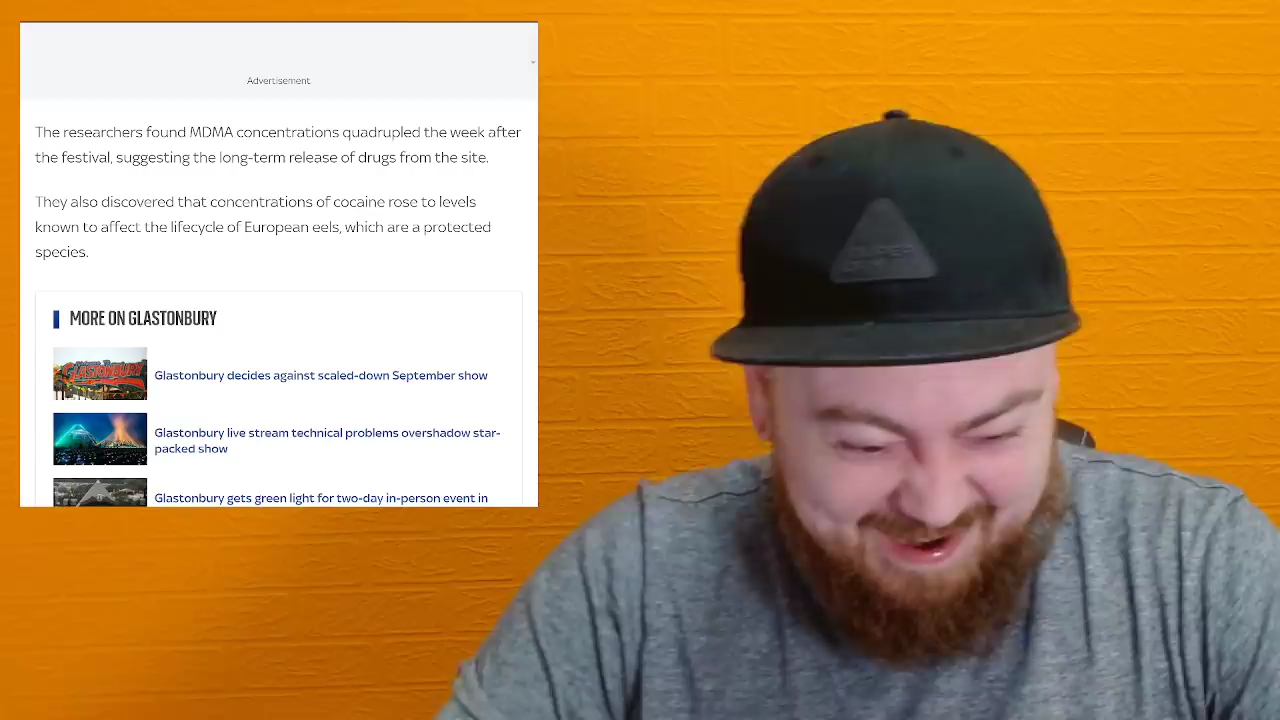 Advertisement
The researchers found MDMA concentrations quadrupled the week after
the festival, suggesting the long-term release of drugs from the site.
They also discovered that concentrations of cocaine rose to levels
known to affect the lifecycle of European eels, which are a protected
species.
MORE ON GLASTONBURY
GLASTONBURY
Glastonbury decides against scaled-down September show
Glastonbury live stream technical problems overshadow star-
packed show
Glastonbury gets green light for two-day in-person event in